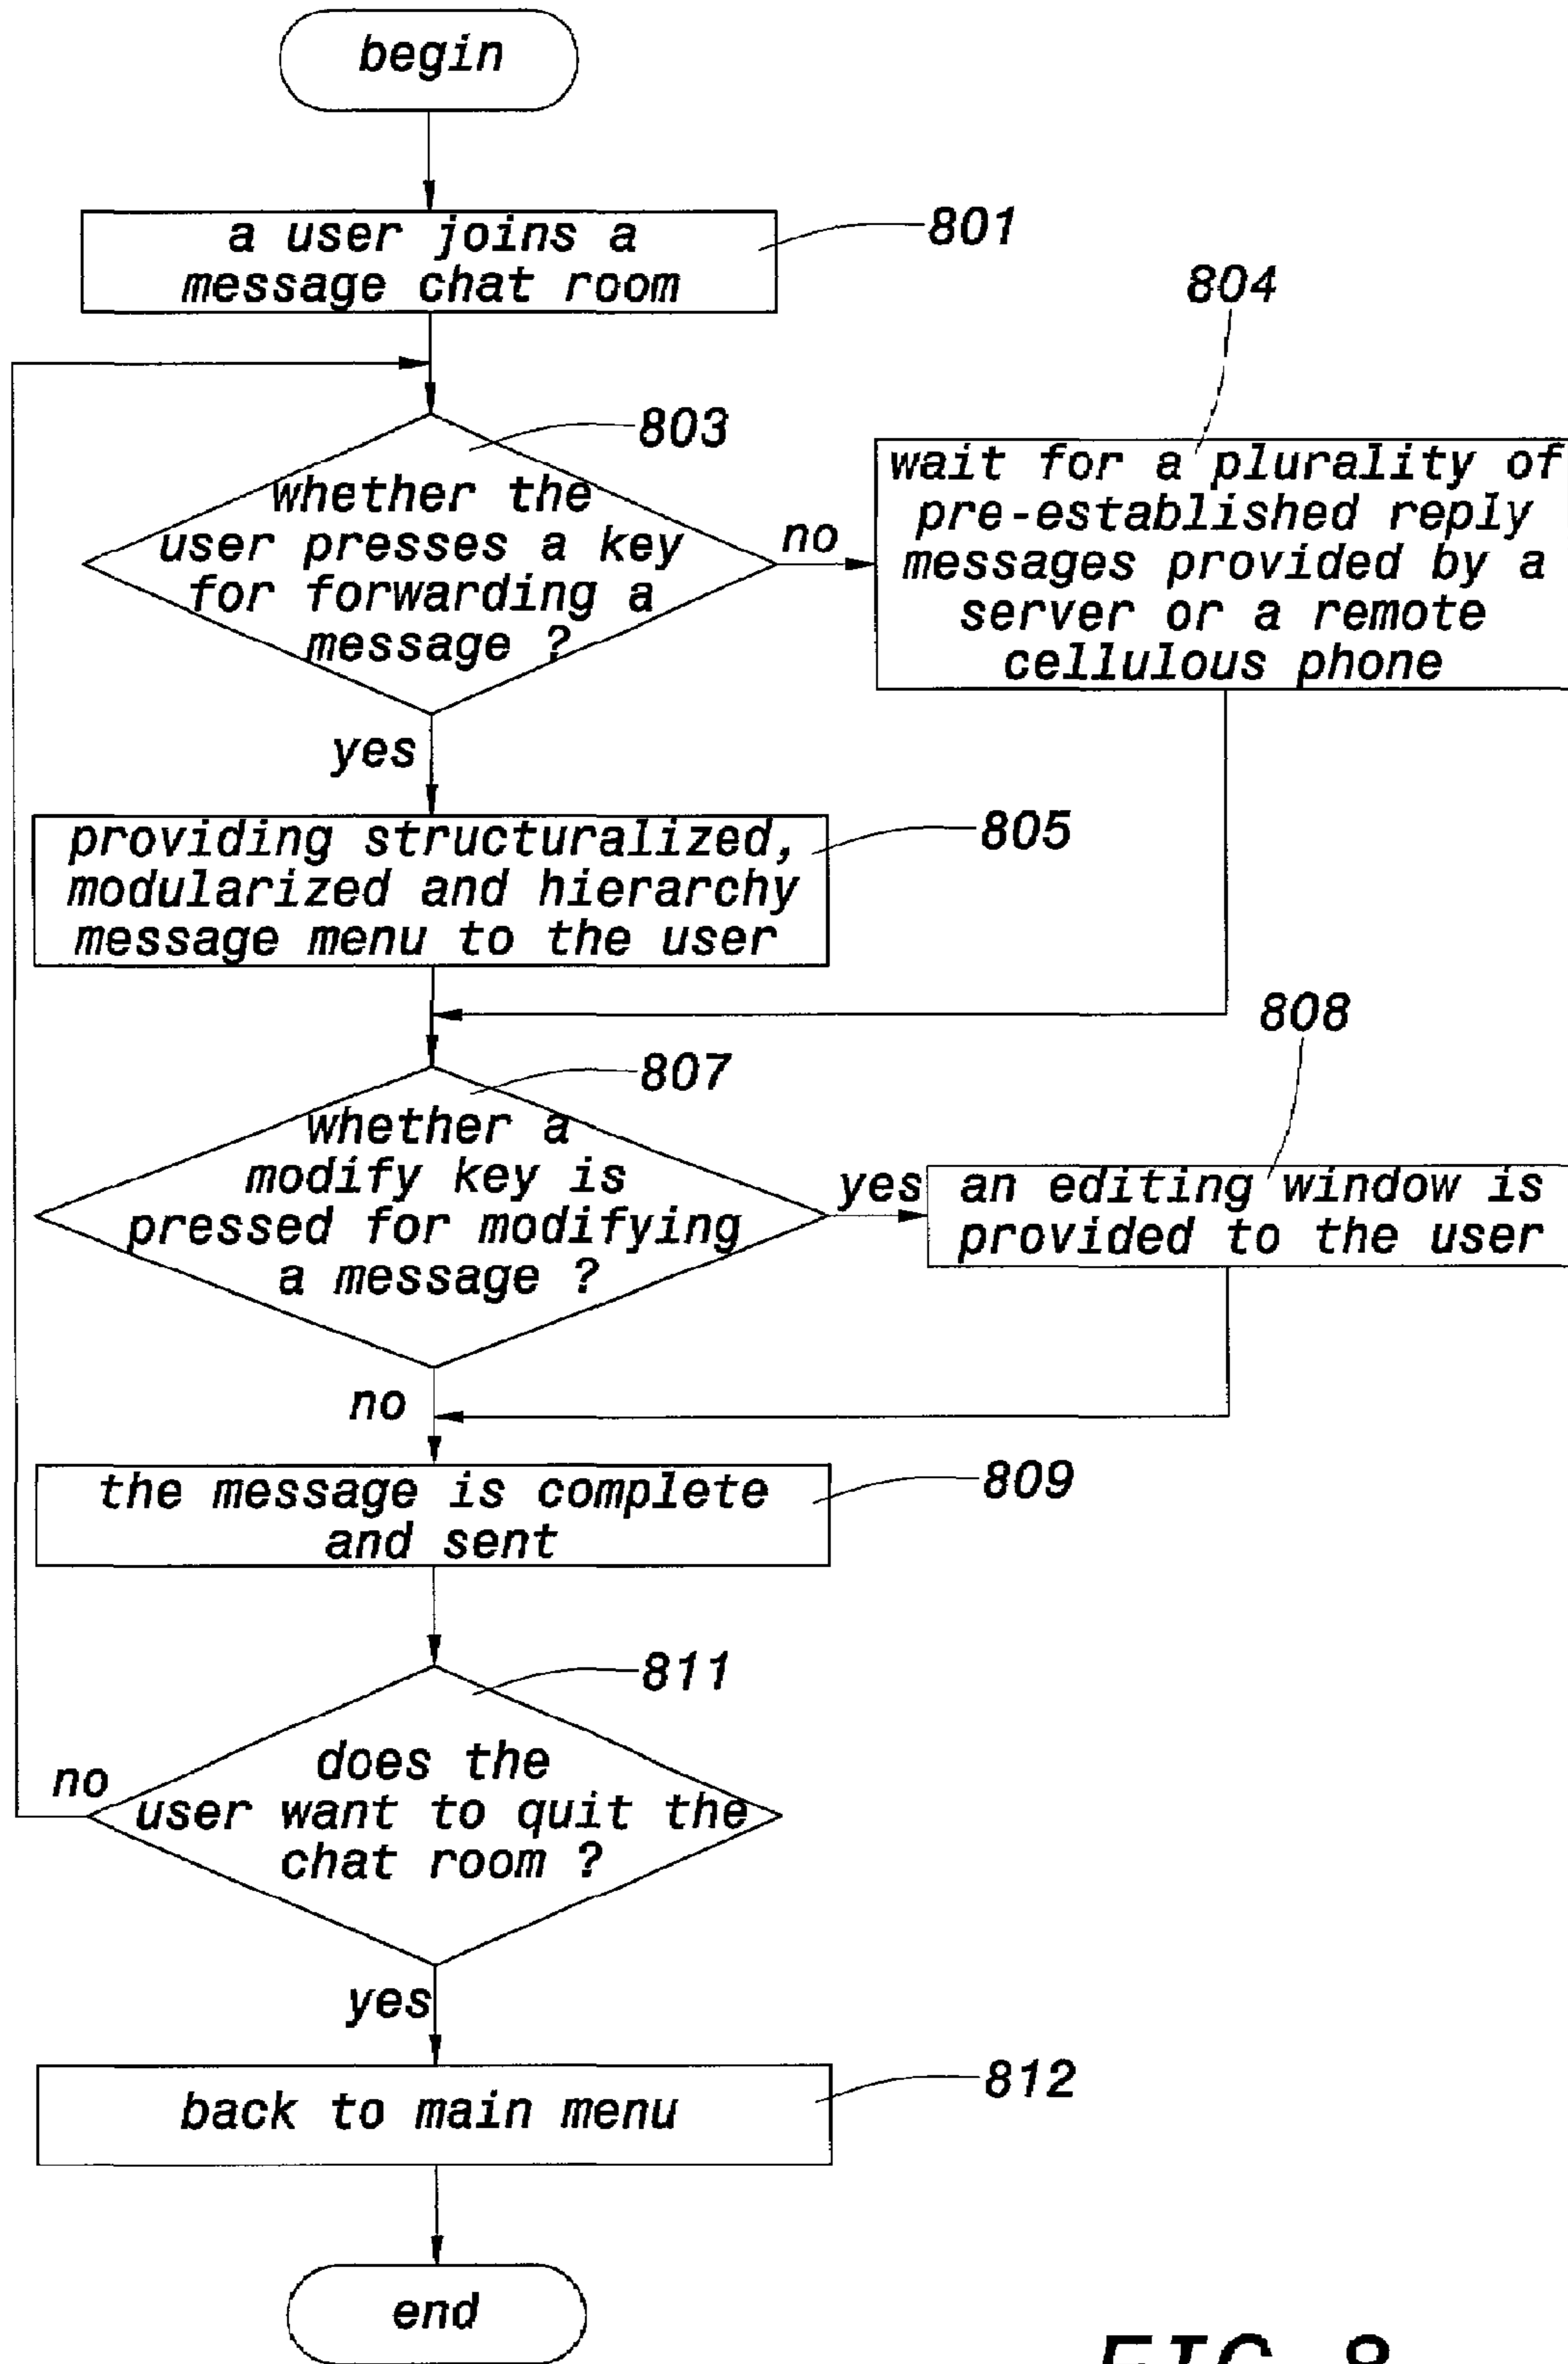 begin
a user joins a
message chat room
801
804
803
whether the
user presses a key
for forwarding a
message ?
no
wait for a plurality of
pre-established reply
messages provided by a
server or a remote
cellulous phone
yes
providing structuralized,
modularized and hierarchy
message menu to the user
805
808
807
whether a
modify key is
pressed for modifying
a message ?
yes
an editing window is
provided to the user
no
the message is complete
and sent
809
811
does the
user want to quit the
chat room ?
no
yes
back to main menu
812
end